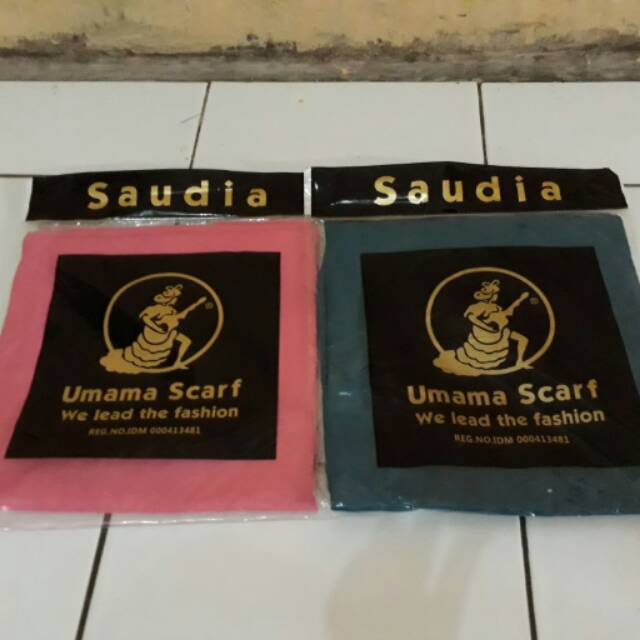 Saudia
Umama Scarf
We lead the fashion
REG.NO.IDM 000413481
Saudia
Umama Scarf
We lead the fashion
REG.NO.IDM 000413481